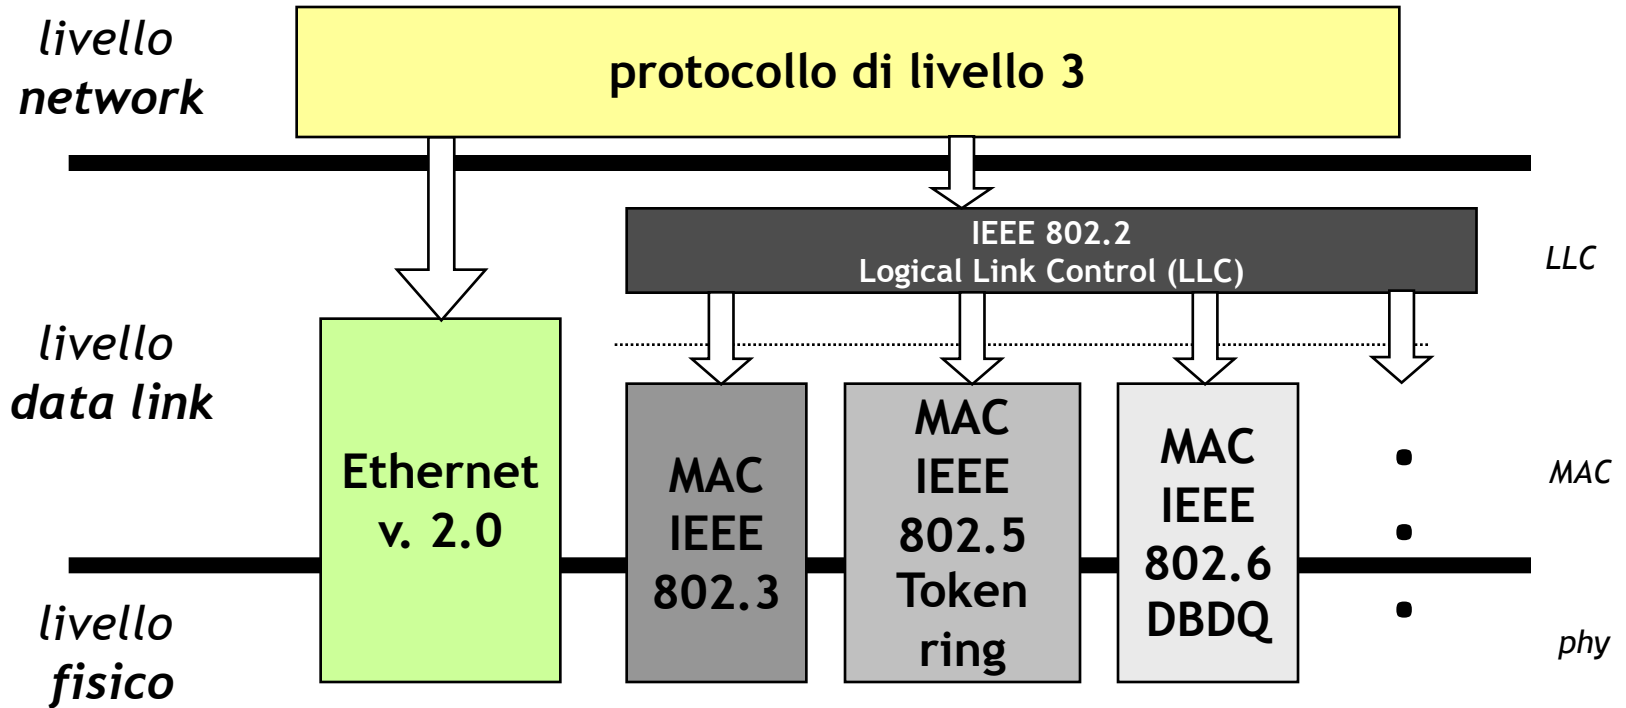 livello
network
protocollo di livello 3
IEEE 802.2
Logical Link Control (LLC)
LLC
livello
data link
Ethernet
v. 2.0
MAC
IEEE
802.3
MAC
IEEE
802.5
Token
ring
MAC
IEEE
802.6
DBDQ
MAC
livello
fisico
phy